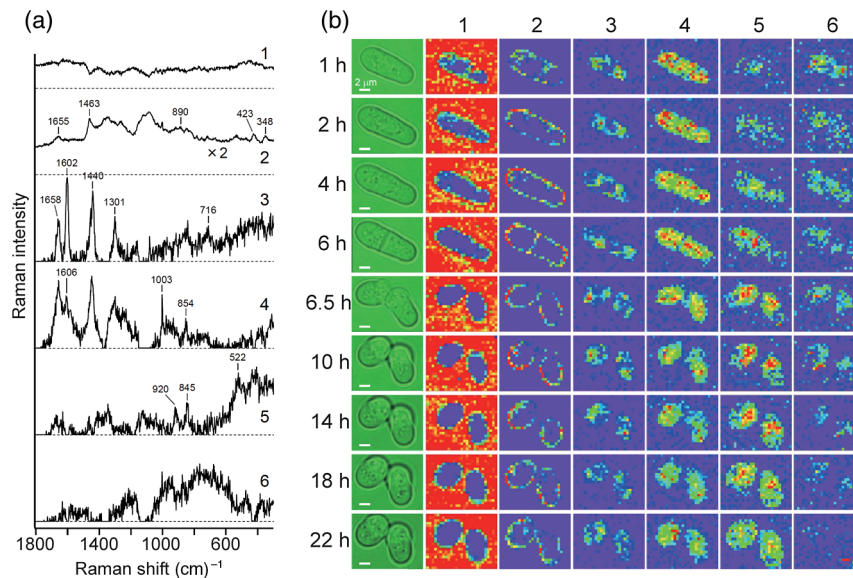 (a)
1
1655
1463
890
423
348
×2
2
1658
1602
1440
1301
716
3
1606
1003
854
4
920
845
522
5
6
1800 1400 1000 600
Raman shift (cm)−1
Raman intensity
(b)
1 2 3 4 5 6
1 h
2 μm
2 h
4 h
6 h
6.5 h
10 h
14 h
18 h
22 h